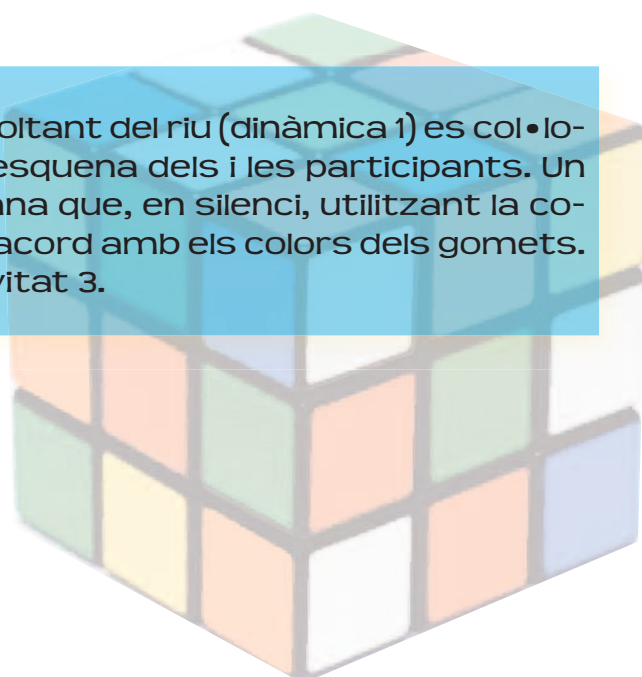 oltant del riu (dinàmica 1) es col•lo-
esquena dels i les participants. Un
na que, en silenci, utilitzant la co-
acord amb els colors dels gomets.
vitat 3.